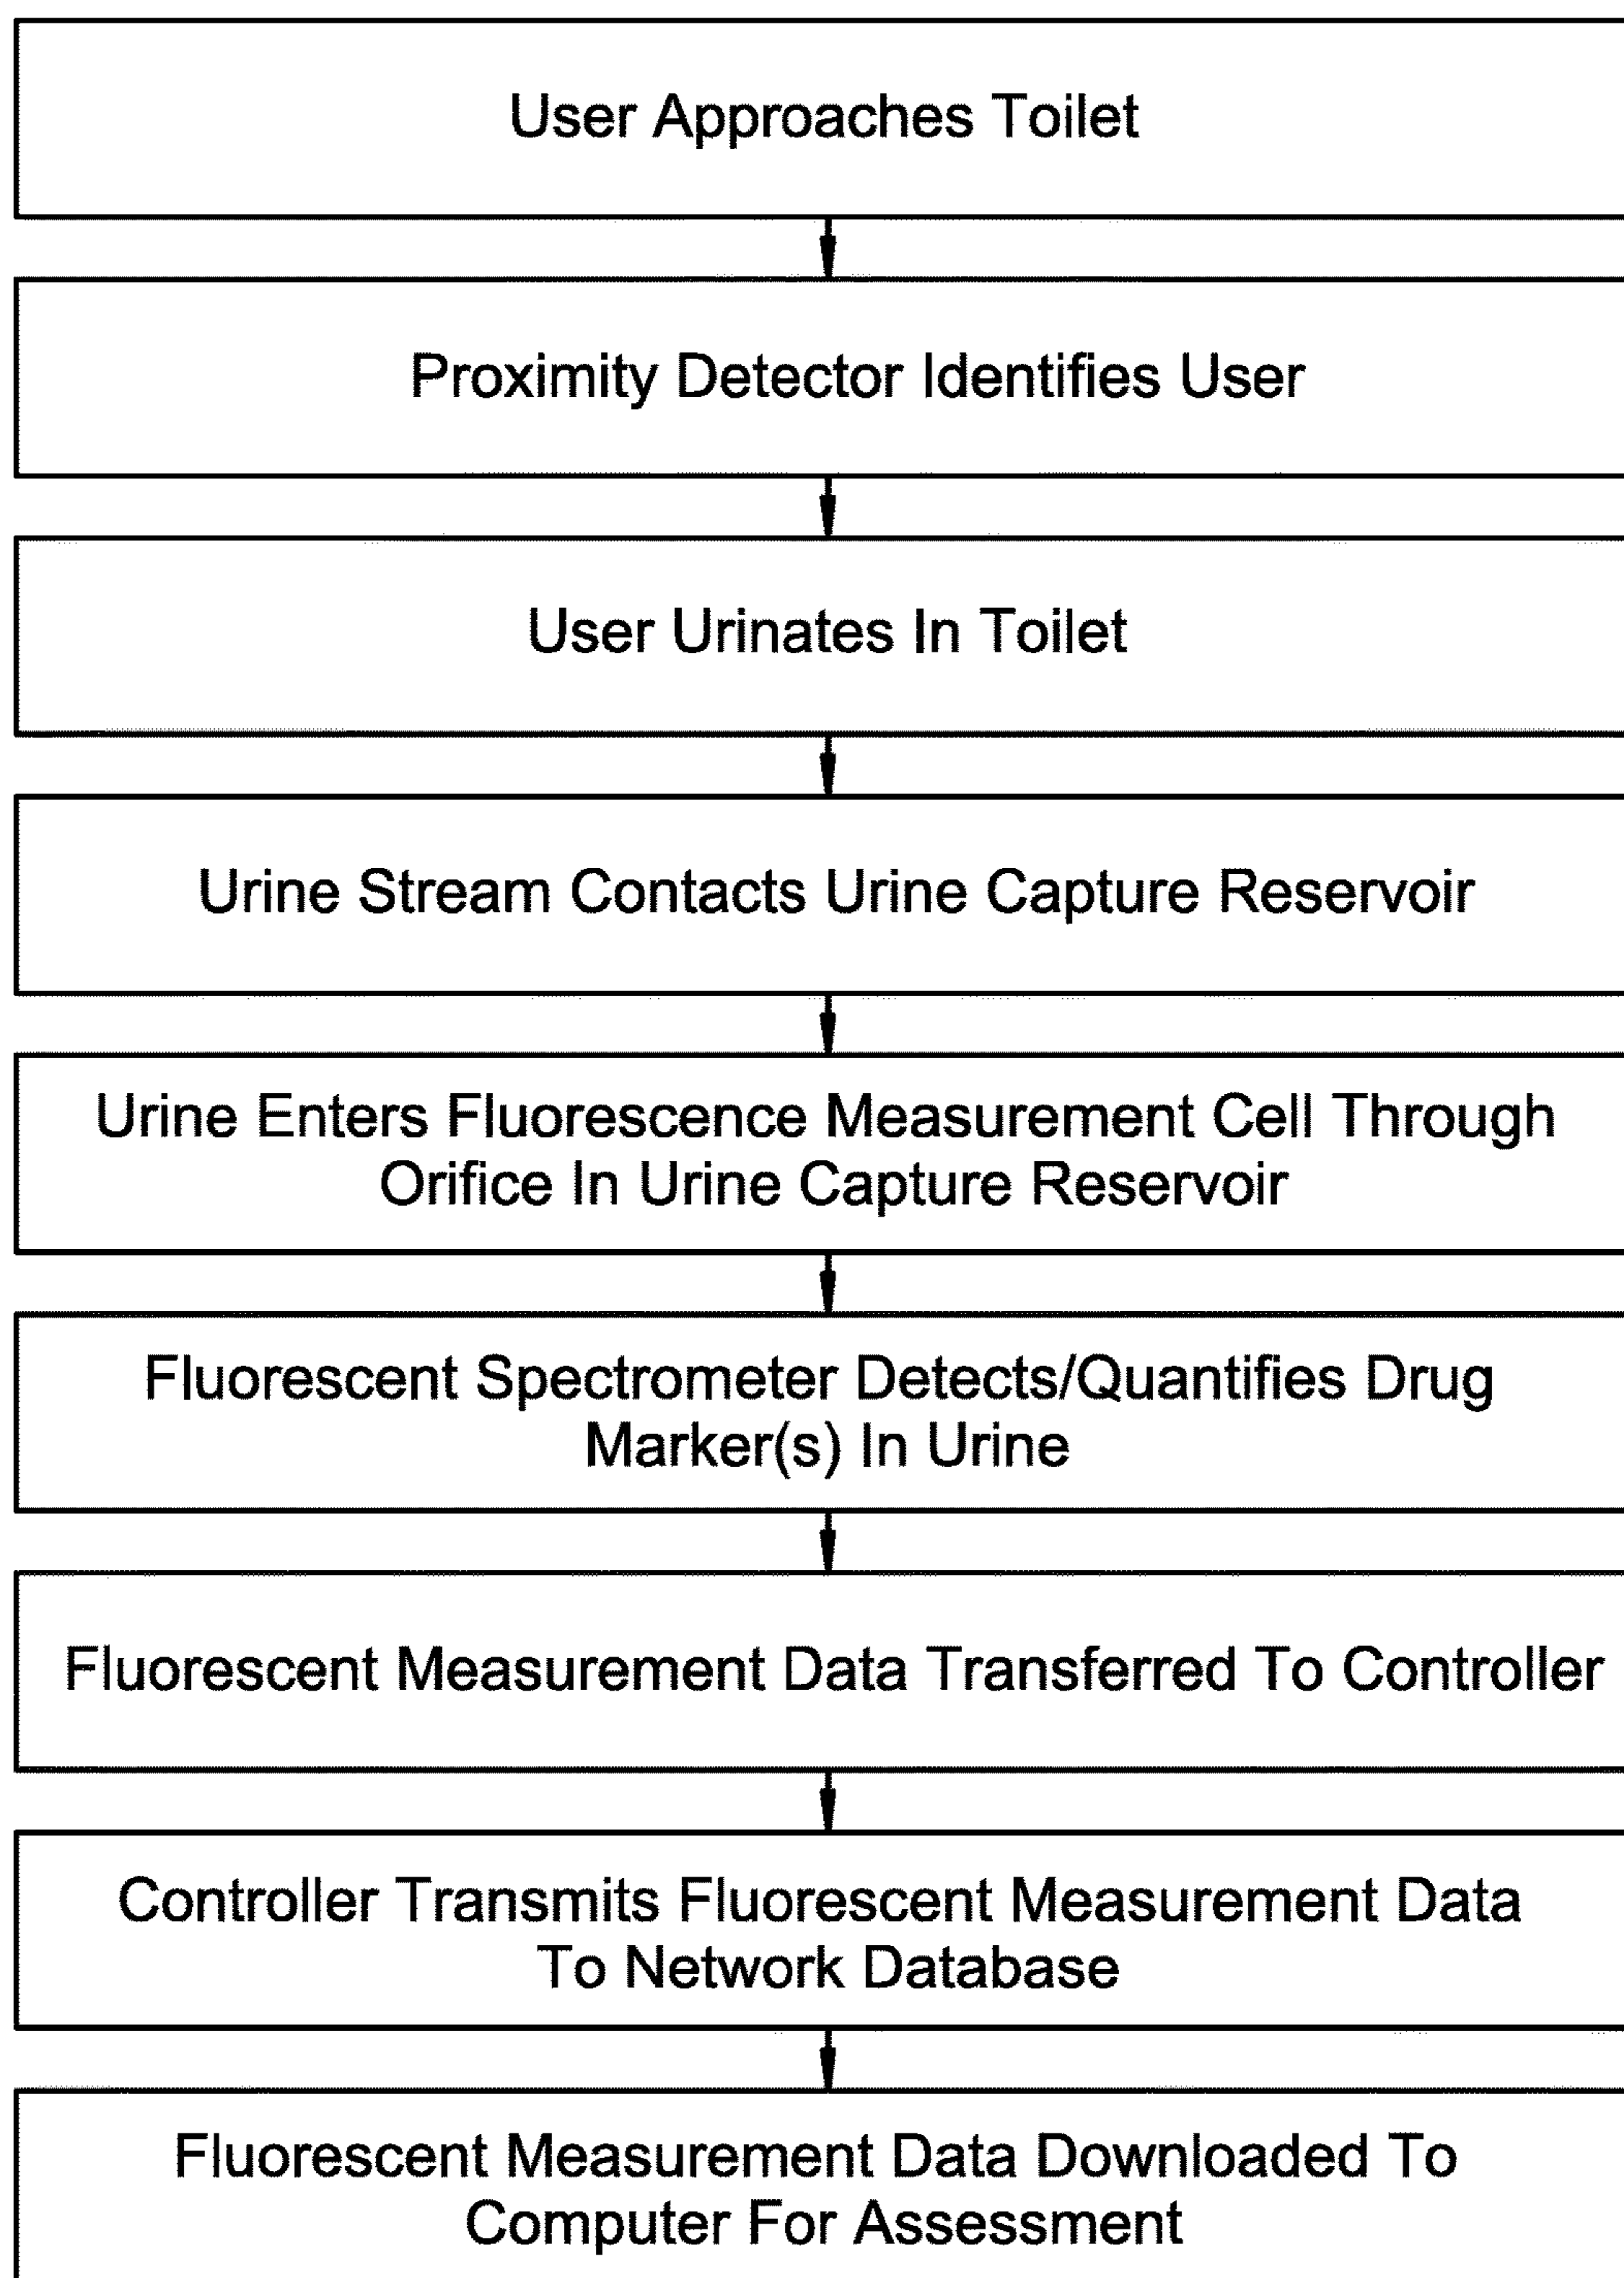 User Approaches Toilet
Proximity Detector Identifies User
User Urinates In Toilet
Urine Stream Contacts Urine Capture Reservoir
Urine Enters Fluorescence Measurement Cell Through
Orifice In Urine Capture Reservoir
Fluorescent Spectrometer Detects/Quantifies Drug
Marker(s) In Urine
Fluorescent Measurement Data Transferred To Controller
Controller Transmits Fluorescent Measurement Data
To Network Database
Fluorescent Measurement Data Downloaded To
Computer For Assessment